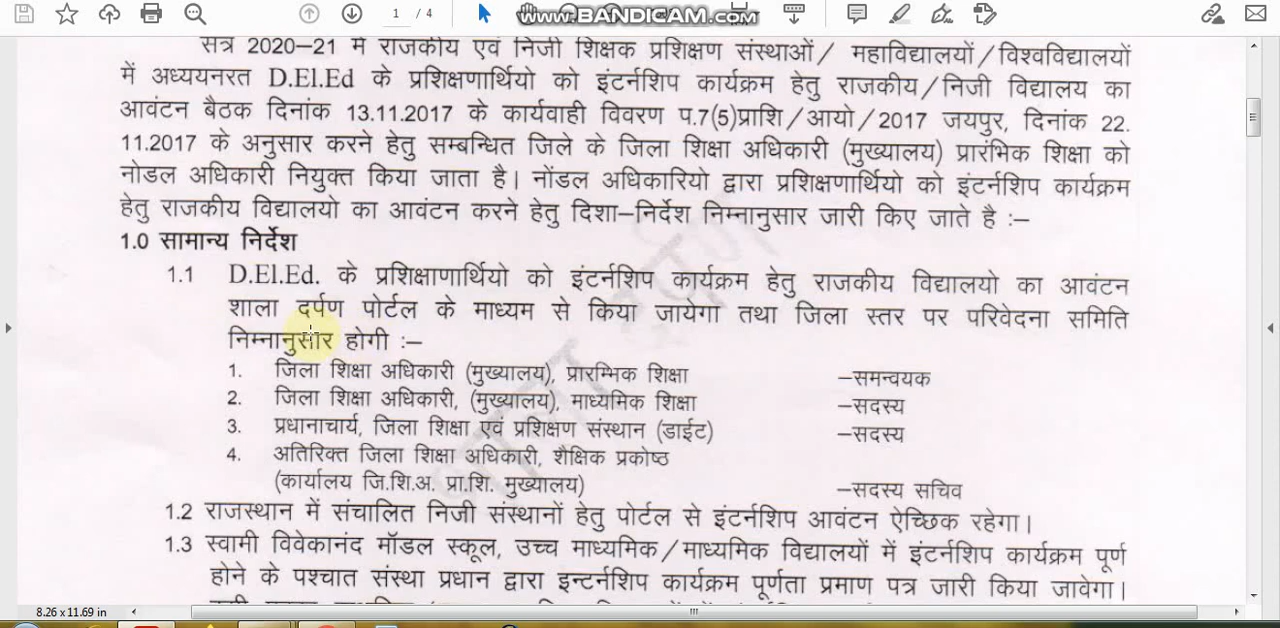 1 / 4
www.BANDICAM.com
सत्र 2020–21 में राजकीय एवं निजी शिक्षक प्रशिक्षण संस्थाओं/ महाविद्यालयों/विश्वविद्यालयों
में अध्ययनरत D.El.Ed के प्रशिक्षणार्थियो को इंटर्नशिप कार्यक्रम हेतु राजकीय/निजी विद्यालय का
आवंटन बैठक दिनांक 13.11.2017 के कार्यवाही विवरण प.7(5)प्राशि/आयो/2017 जयपुर, दिनांक 22.
11.2017 के अनुसार करने हेतु सम्बन्धित जिले के जिला शिक्षा अधिकारी (मुख्यालय) प्रारंभिक शिक्षा को
नोडल अधिकारी नियुक्त किया जाता है। नोंडल अधिकारियो द्वारा प्रशिक्षणार्थियो को इंटर्नशिप कार्यक्रम
हेतु राजकीय विद्यालयो का आवंटन करने हेतु दिशा–निर्देश निम्नानुसार जारी किए जाते है :–
1.0 सामान्य निर्देश
1.1 D.El.Ed. के प्रशिक्षाणार्थियो को इंटर्नशिप कार्यक्रम हेतु राजकीय विद्यालयो का आवंटन
शाला दर्पण पोर्टल के माध्यम से किया जायेगा तथा जिला स्तर पर परिवेदना समिति
निम्नानुसार होगी :–
1. जिला शिक्षा अधिकारी (मुख्यालय), प्रारम्भिक शिक्षा –समन्वयक
2. जिला शिक्षा अधिकारी, (मुख्यालय), माध्यमिक शिक्षा –सदस्य
3. प्रधानाचार्य, जिला शिक्षा एवं प्रशिक्षण संस्थान (डाईट) –सदस्य
4. अतिरिक्त जिला शिक्षा अधिकारी, शैक्षिक प्रकोष्ठ
(कार्यालय जि.शि.अ. प्रा.शि. मुख्यालय) –सदस्य सचिव
1.2 राजस्थान में संचालित निजी संस्थानों हेतु पोर्टल से इंटर्नशिप आवंटन ऐच्छिक रहेगा।
1.3 स्वामी विवेकानंद मॉडल स्कूल, उच्च माध्यमिक/माध्यमिक विद्यालयों में इंटर्नशिप कार्यक्रम पूर्ण
होने के पश्चात संस्था प्रधान द्वारा इन्टर्नशिप कार्यक्रम पूर्णता प्रमाण पत्र जारी किया जावेगा।
8.26 x 11.69 in